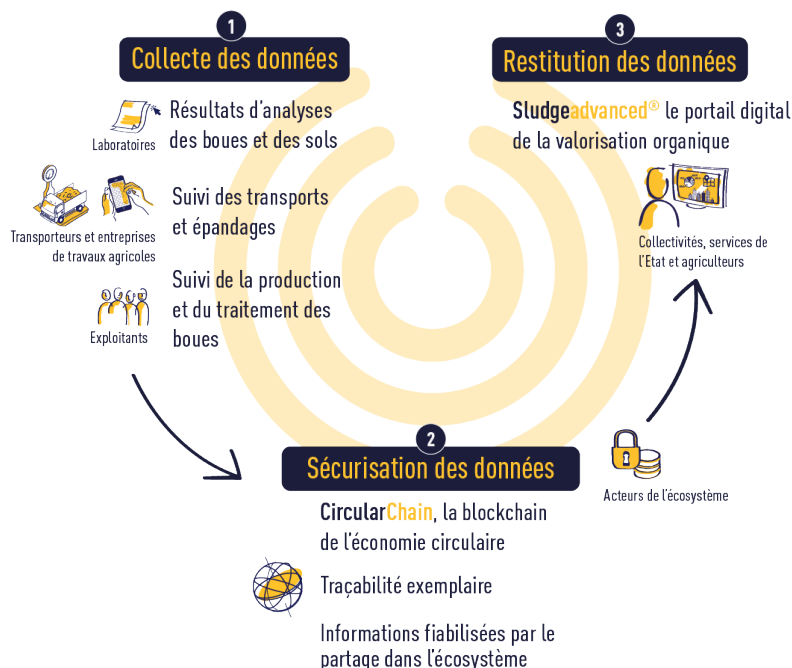 1
Collecte des données
Résultats d'analyses
des boues et des sols
Laboratoires
Suivi des transports
et épandages
Transporteurs et entreprises
de travaux agricoles
Suivi de la production
et du traitement des
boues
Exploitants
2
Sécurisation des données
CircularChain, la blockchain
de l'économie circulaire
Traçabilité exemplaire
Informations fiabilisées par le
partage dans l'écosystème
Acteurs de l'écosystème
3
Restitution des données
Sludgeadvanced® le portail digital
de la valorisation organique
Collectivités, services de
l'Etat et agriculteurs